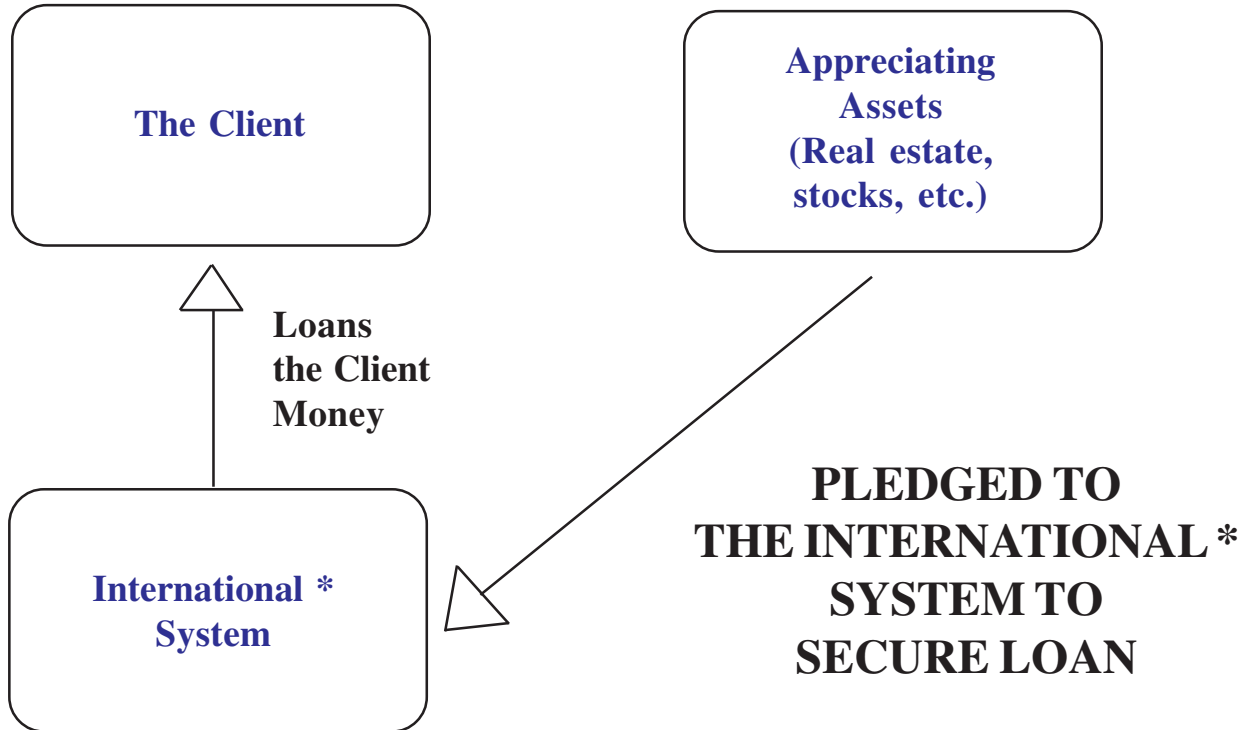 The Client
Appreciating
Assets
(Real estate,
stocks, etc.)
Loans
the Client
Money
International *
System
PLEDGED TO
THE INTERNATIONAL *
SYSTEM TO
SECURE LOAN